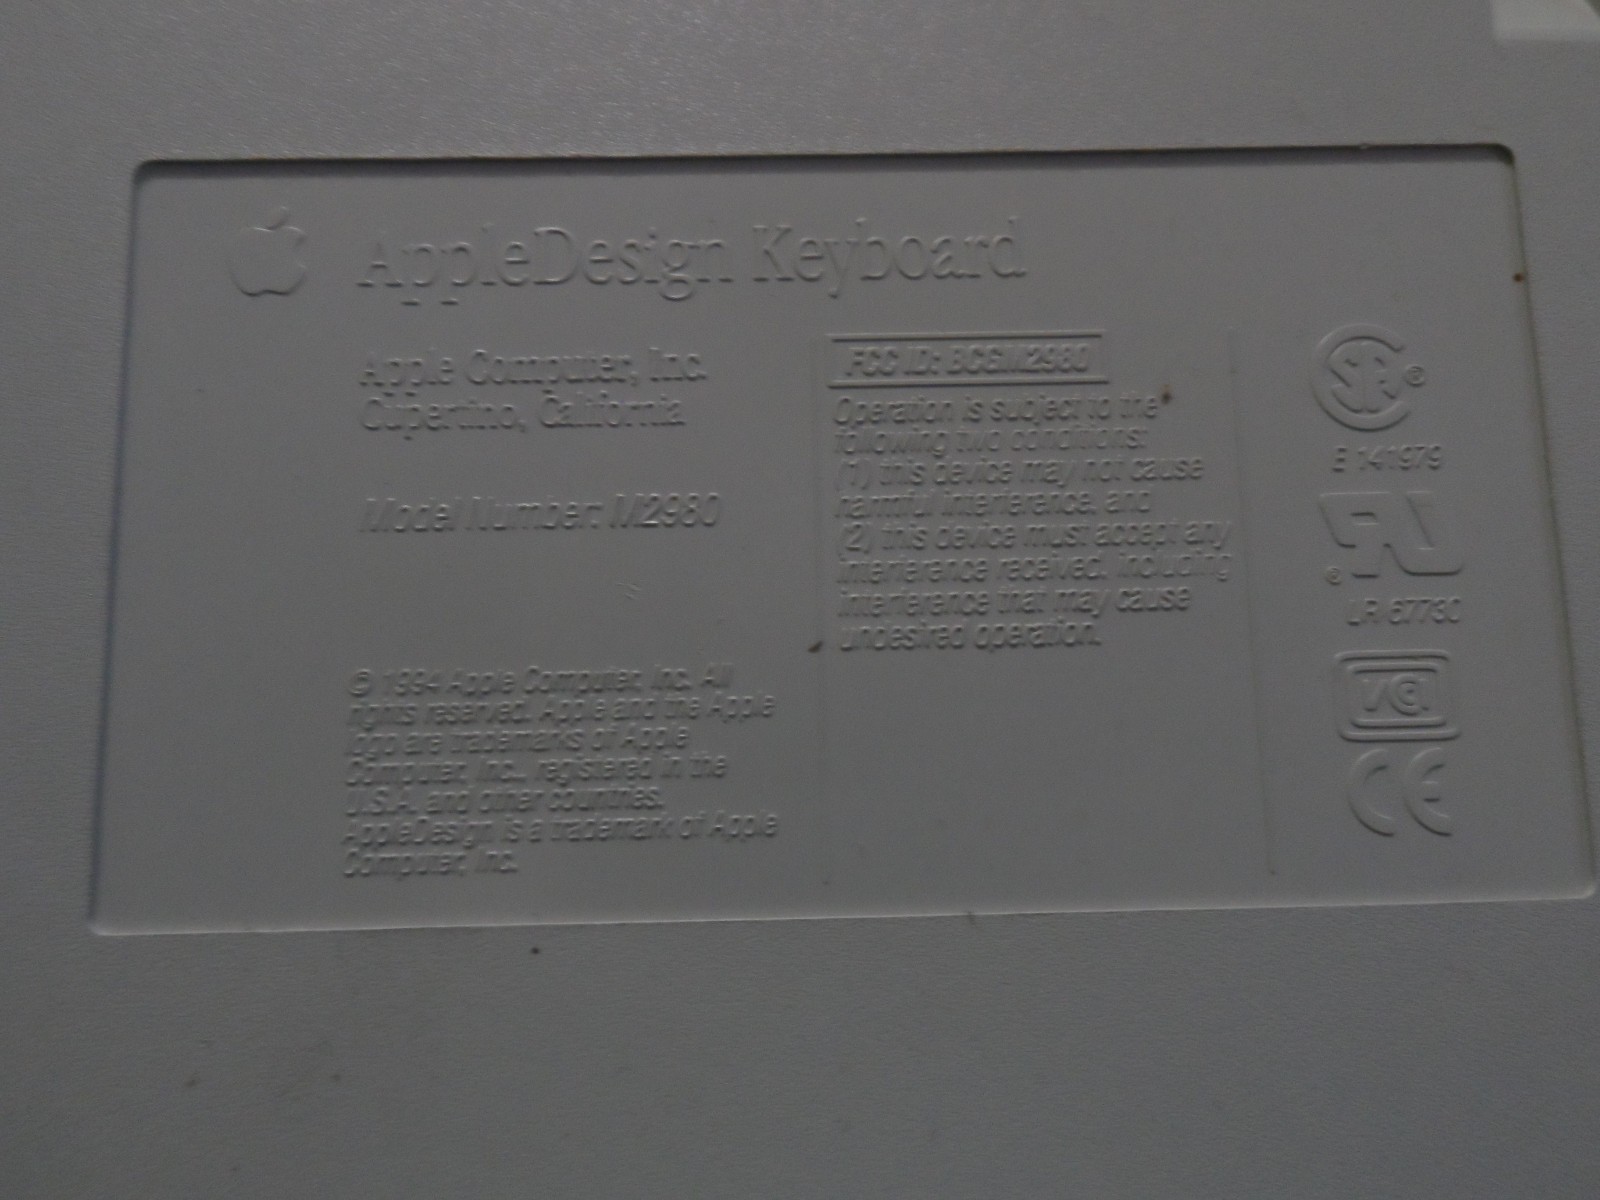 AppleDesign Keyboard
Apple Computer, Inc.
Cupertino, California
Model Number: M2980
© 1994 Apple Computer, Inc. All
rights reserved. Apple and the Apple
logo are trademarks of Apple
Computer, Inc., registered in the
U.S.A. and other countries.
AppleDesign is a trademark of Apple
Computer, Inc.
FCC ID: BCGM2980
Operation is subject to the
following two conditions:
(1) this device may not cause
harmful interference, and
(2) this device must accept any
interference received, including
interference that may cause
undesired operation.
SA ®
E 141979
®
LR 67730
CE